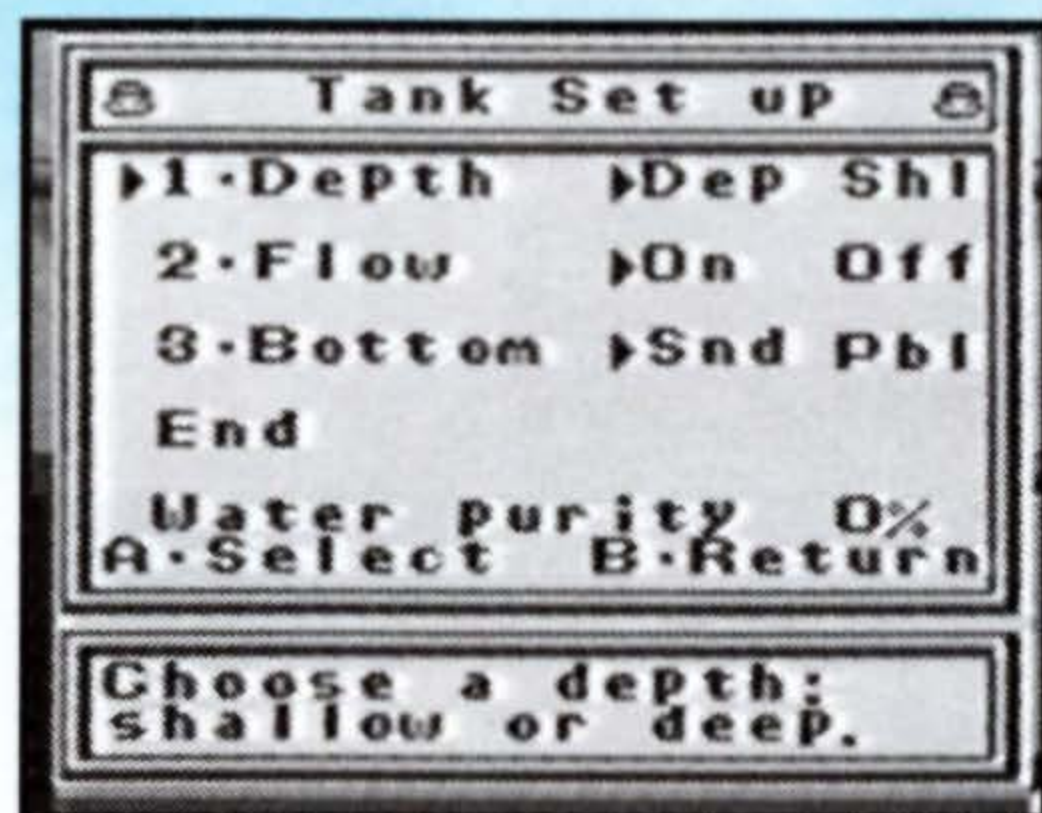 Tank Set up
▶1·Depth ▶Dep Shl
2·Flow ▶On Off
3·Bottom ▶Snd Pbl
End
Water purity 0%
A·Select B·Return
Choose a depth:
shallow or deep.